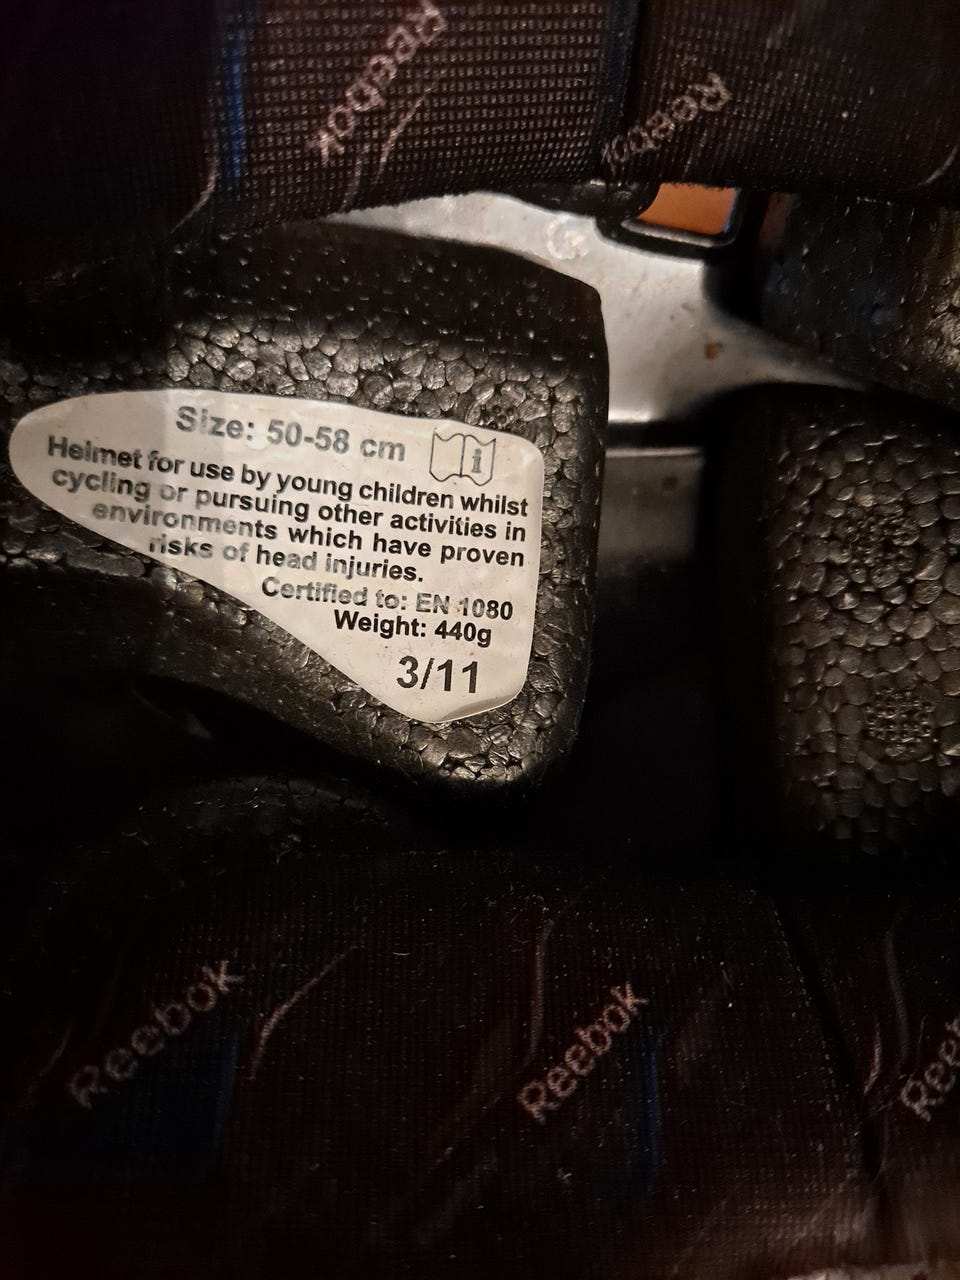 Reebok
Reebok
Size: 50-58 cm
i
Helmet for use by young children whilst
cycling or pursuing other activities in
environments which have proven
risks of head injuries.
Certified to: EN 1080
Weight: 440g
3/11
Reebok
Reebok
Reeb